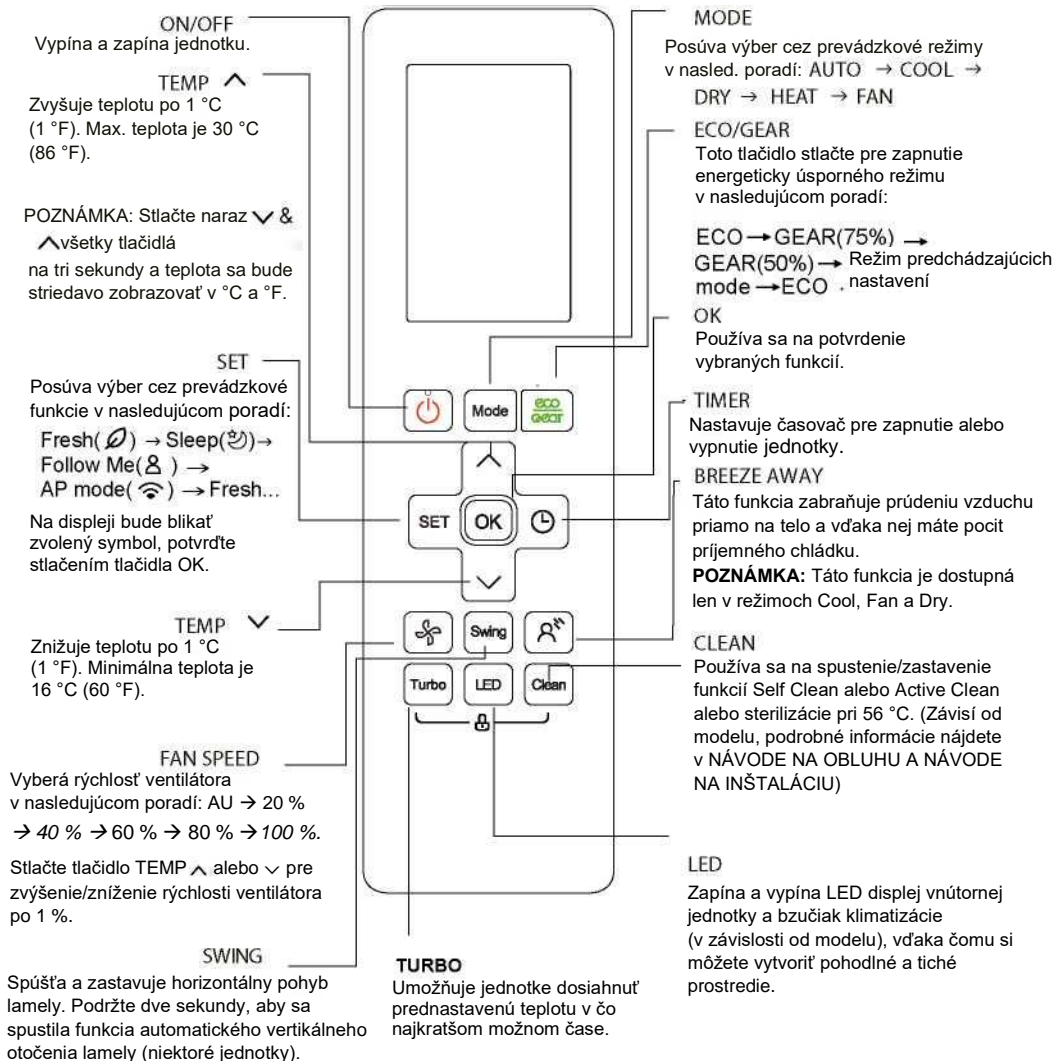 ON/OFF
Vypína a zapína jednotku.
TEMP ︿
Zvyšuje teplotu po 1 °C
(1 °F). Max. teplota je 30 °C
(86 °F).
POZNÁMKA: Stlačte naraz ﹀ &
︿všetky tlačidlá
na tri sekundy a teplota sa bude
striedavo zobrazovať v °C a °F.
SET
Posúva výber cez prevádzkové
funkcie v nasledujúcom poradí:
Fresh( ) → Sleep( )→
Follow Me( ) →
AP mode( ) → Fresh...
Na displeji bude blikať
zvolený symbol, potvrďte
stlačením tlačidla OK.
TEMP ﹀
Znižuje teplotu po 1 °C
(1 °F). Minimálna teplota je
16 °C (60 °F).
FAN SPEED
Vyberá rýchlosť ventilátora
v nasledujúcom poradí: AU → 20 %
→ 40 % → 60 % → 80 % → 100 %.
Stlačte tlačidlo TEMP ︿ alebo ﹀ pre
zvýšenie/zníženie rýchlosti ventilátora
po 1 %.
SWING
Spúšťa a zastavuje horizontálny pohyb
lamely. Podržte dve sekundy, aby sa
spustila funkcia automatického vertikálneho
otočenia lamely (niektoré jednotky).
Mode
eco
gear
SET
OK
Swing
Turbo
LED
Clean
TURBO
Umožňuje jednotke dosiahnuť
prednastavenú teplotu v čo
najkratšom možnom čase.
MODE
Posúva výber cez prevádzkové režimy
v nasled. poradí: AUTO → COOL →
DRY → HEAT → FAN
ECO/GEAR
Toto tlačidlo stlačte pre zapnutie
energeticky úsporného režimu
v nasledujúcom poradí:
ECO → GEAR(75%) →
GEAR(50%) → Režim predchádzajúcich
mode → ECO . nastavení
OK
Používa sa na potvrdenie
vybraných funkcií.
TIMER
Nastavuje časovač pre zapnutie alebo
vypnutie jednotky.
BREEZE AWAY
Táto funkcia zabraňuje prúdeniu vzduchu
priamo na telo a vďaka nej máte pocit
príjemného chládku.
POZNÁMKA: Táto funkcia je dostupná
len v režimoch Cool, Fan a Dry.
CLEAN
Používa sa na spustenie/zastavenie
funkcií Self Clean alebo Active Clean
alebo sterilizácie pri 56 °C. (Závisí od
modelu, podrobné informácie nájdete
v NÁVODE NA OBLUHU A NÁVODE
NA INŠTALÁCIU)
LED
Zapína a vypína LED displej vnútornej
jednotky a bzučiak klimatizácie
(v závislosti od modelu), vďaka čomu si
môžete vytvoriť pohodlné a tiché
prostredie.